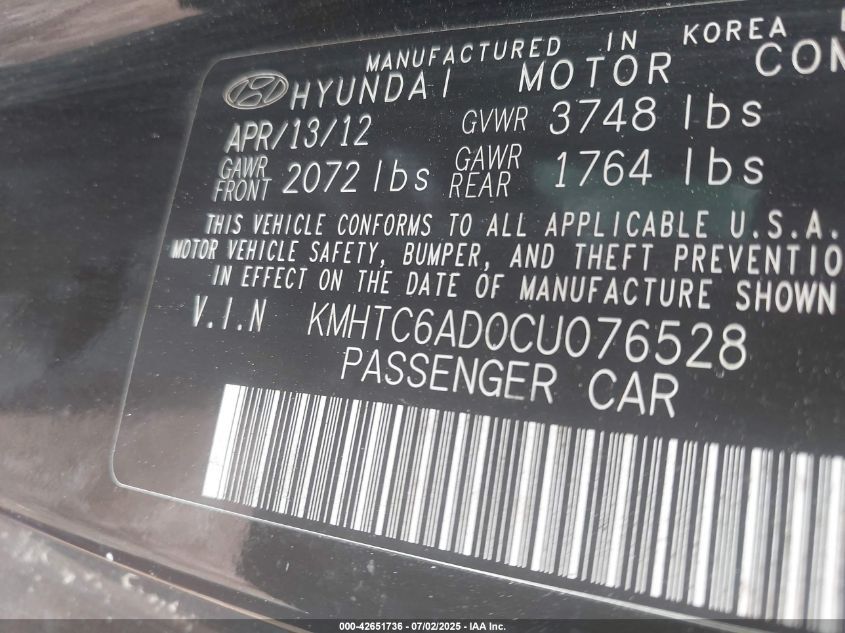 MANUFACTURED IN KOREA
HYUNDAI MOTOR
APR/13/12 GVWR 3748 lbs
GAWR FRONT 2072 lbs GAWR REAR 1764 lbs
THIS VEHICLE CONFORMS TO ALL APPLICABLE U.S.A.
MOTOR VEHICLE SAFETY, BUMPER, AND THEFT PREVENTIO
IN EFFECT ON THE DATE OF MANUFACTURE SHOWN
V.I.N KMHTC6AD0CU076528
PASSENGER CAR
000-42651736 - 07/02/2025 - IAA Inc.